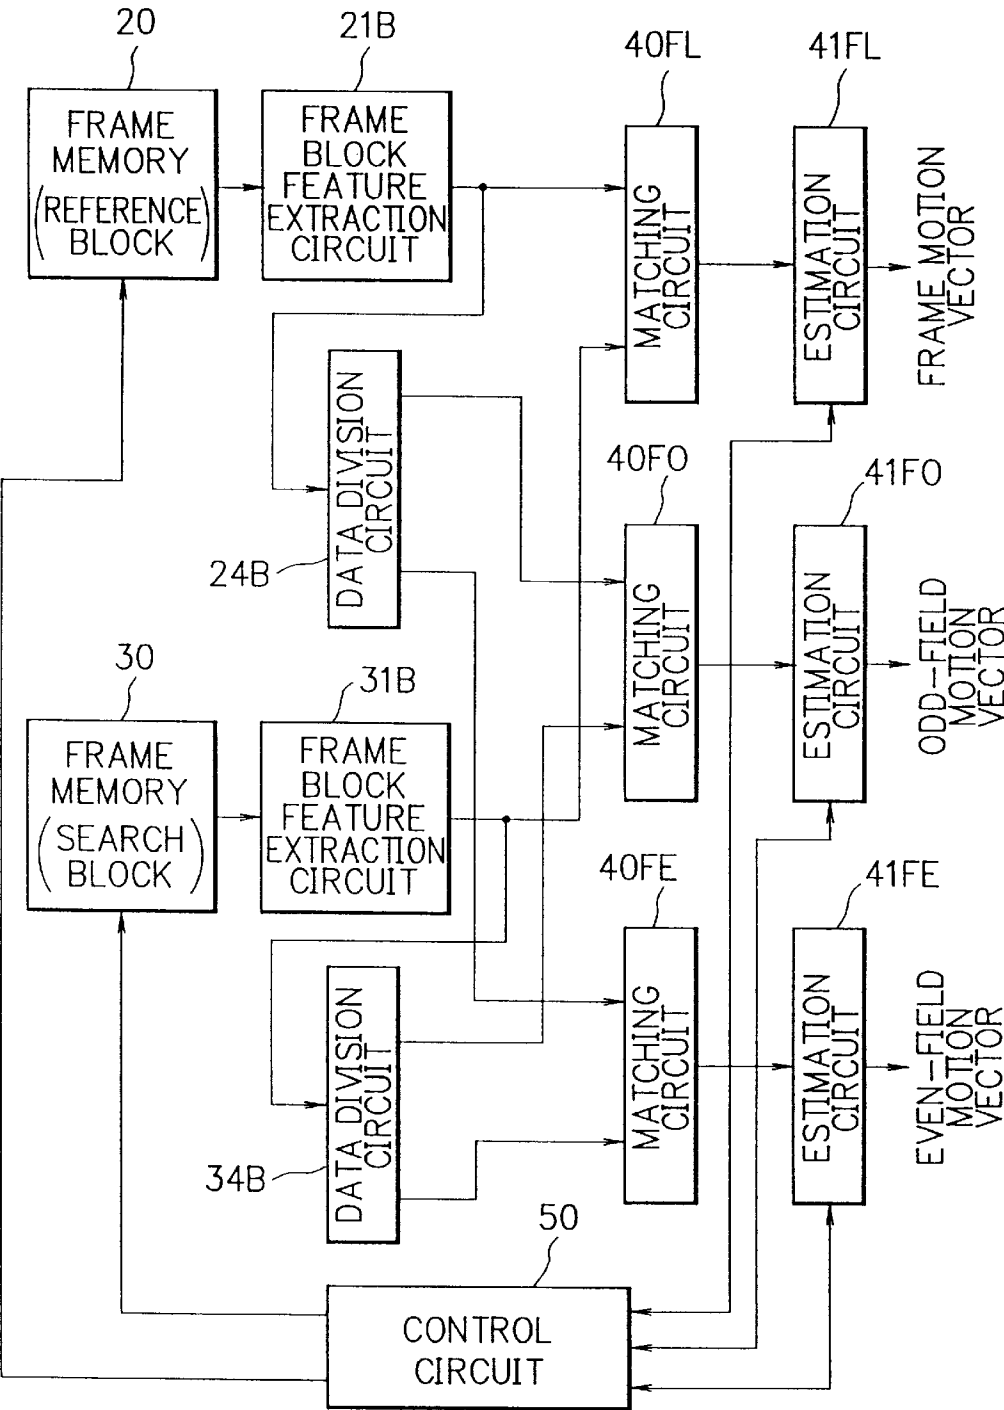 20
FRAME
MEMORY
(REFERENCE
BLOCK)
21B
FRAME
BLOCK
FEATURE
EXTRACTION
CIRCUIT
40FL
MATCHING
CIRCUIT
41FL
ESTIMATION
CIRCUIT
FRAME MOTION
VECTOR
DATA DIVISION
CIRCUIT
24B
40FO
MATCHING
CIRCUIT
41FO
ESTIMATION
CIRCUIT
ODD-FIELD
MOTION
VECTOR
30
FRAME
MEMORY
(SEARCH
BLOCK)
31B
FRAME
BLOCK
FEATURE
EXTRACTION
CIRCUIT
40FE
MATCHING
CIRCUIT
41FE
ESTIMATION
CIRCUIT
EVEN-FIELD
MOTION
VECTOR
DATA DIVISION
CIRCUIT
34B
50
CONTROL
CIRCUIT